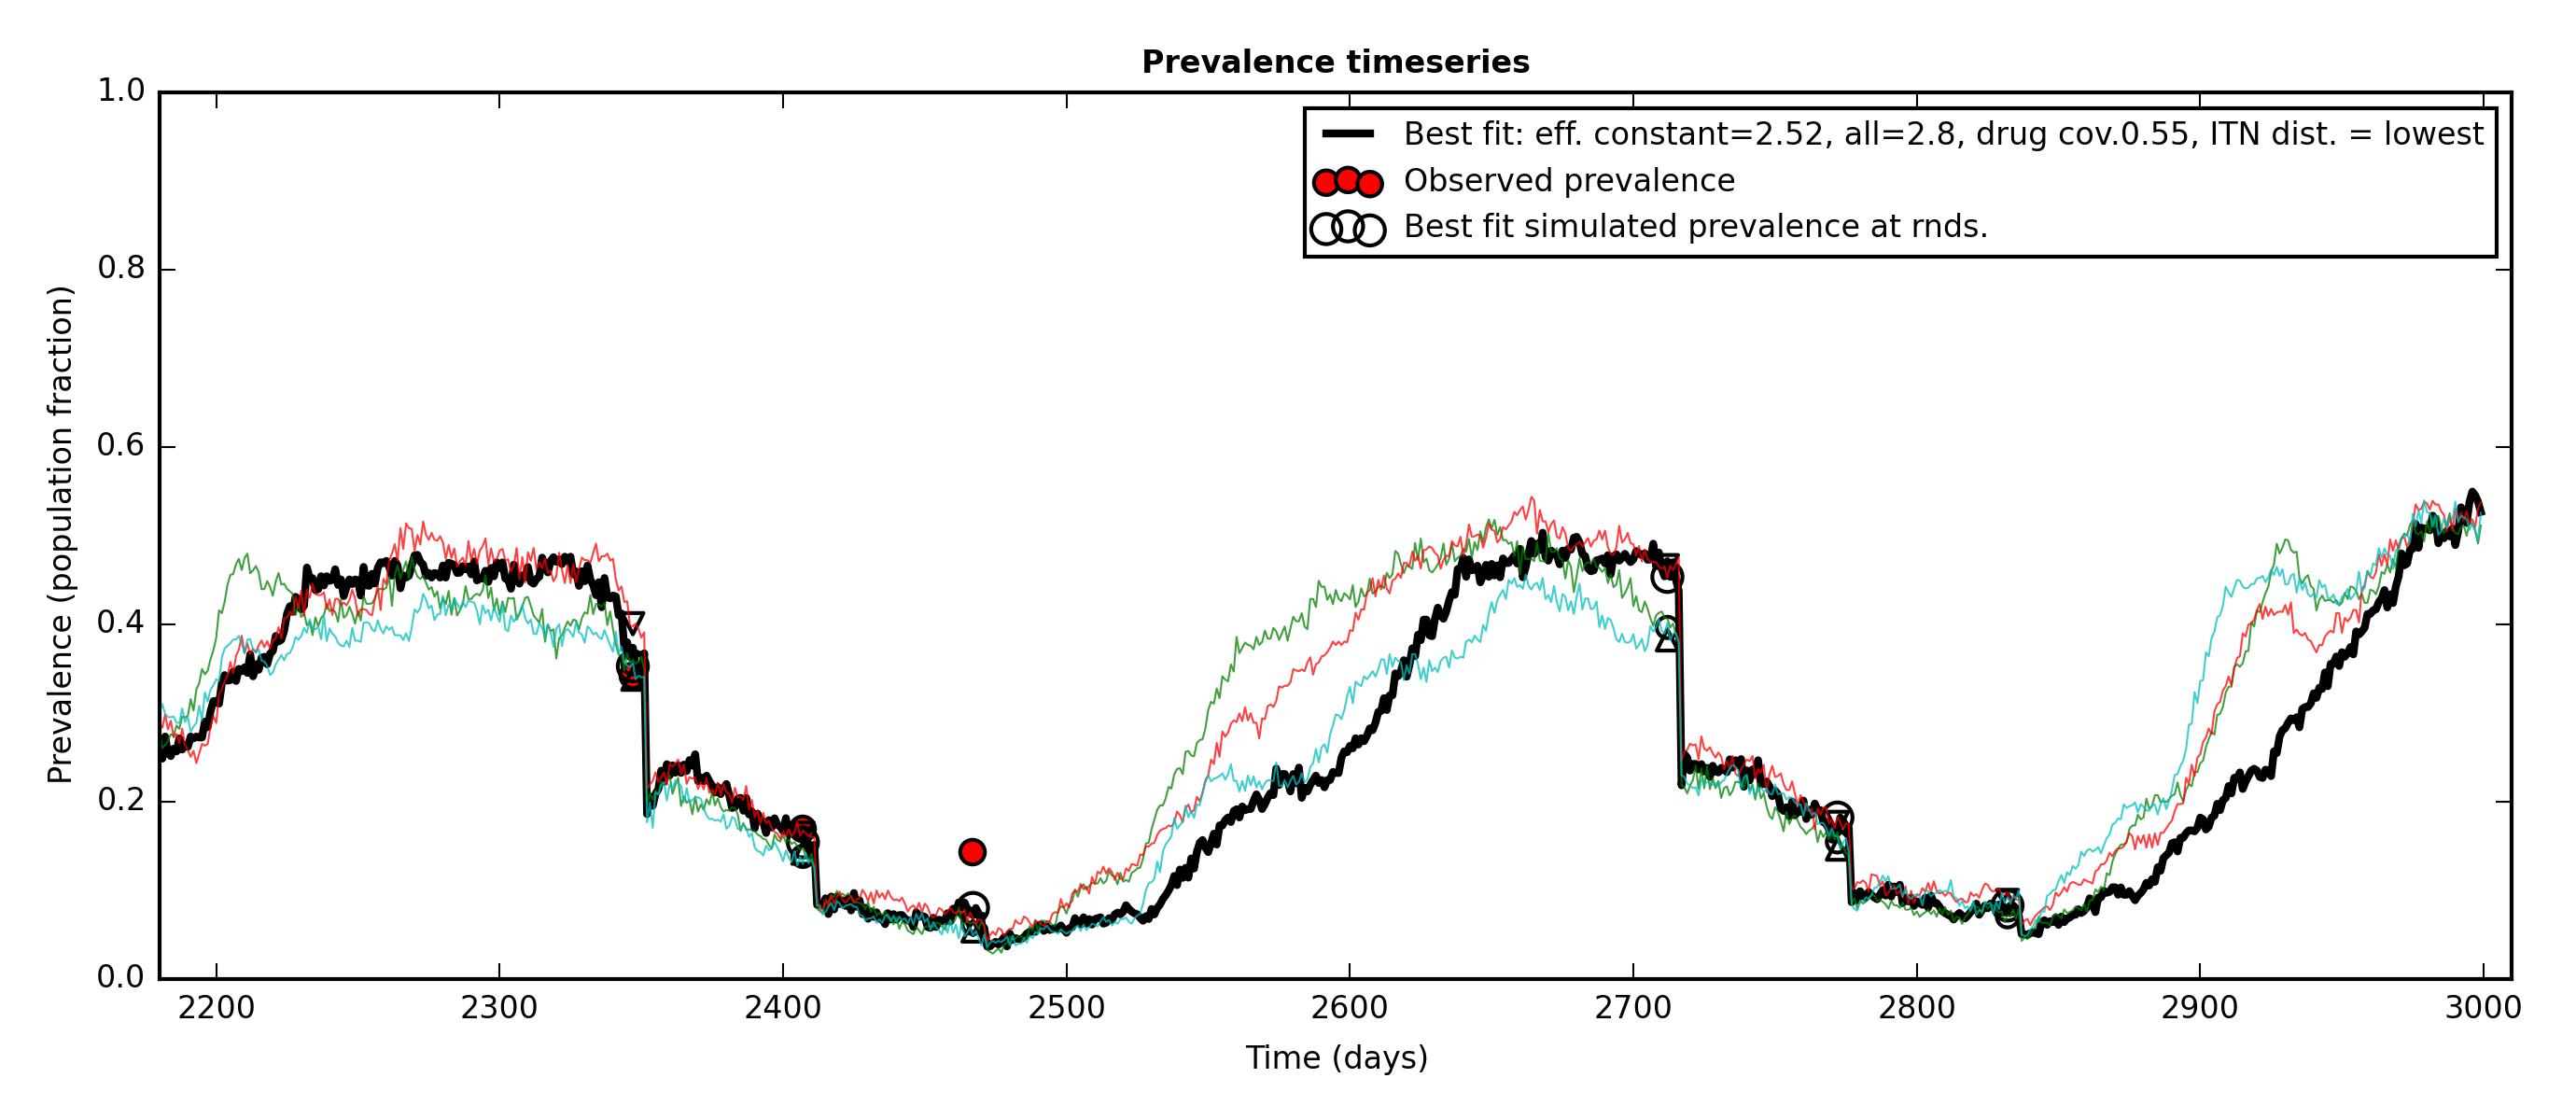 Prevalence timeseries
1.0
0.8
0.6
0.4
0.2
0.0
Prevalence (population fraction)
Best fit: eff. constant=2.52, all=2.8, drug cov.0.55, ITN dist. = lowest
Observed prevalence
Best fit simulated prevalence at rnds.
2200 2300 2400 2500 2600 2700 2800 2900 3000
Time (days)